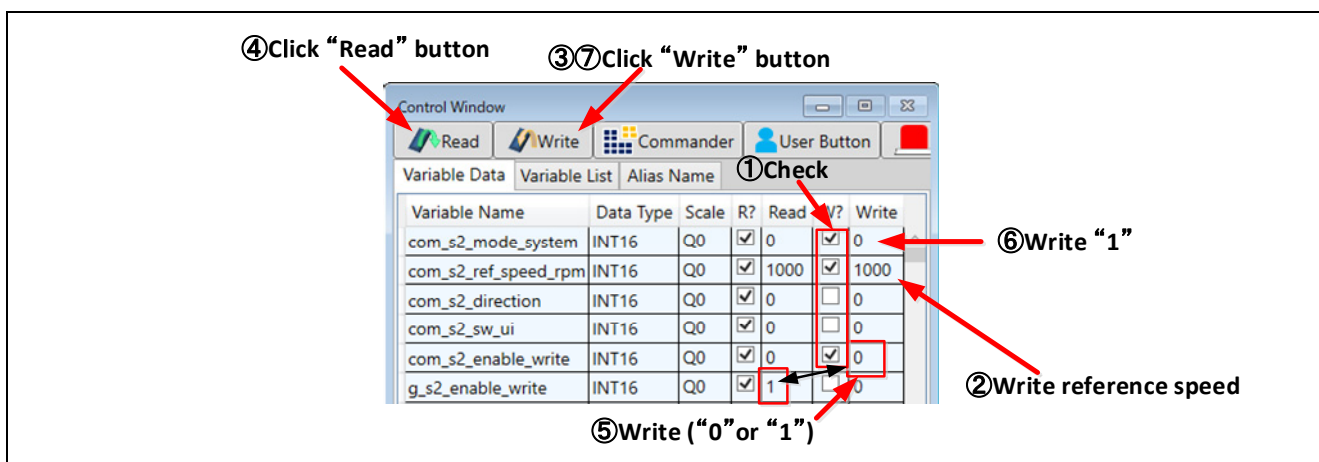 ④Click “Read” button
③⑦Click “Write” button
Control Window
Read Write Commander User Button
Variable Data Variable List Alias Name
①Check
Variable Name Data Type Scale R? Read W? Write
com_s2_mode_system INT16 Q0 0 0
⑥Write “1”
com_s2_ref_speed_rpm INT16 Q0 1000 1000
com_s2_direction INT16 Q0 0 0
com_s2_sw_ui INT16 Q0 0 0
com_s2_enable_write INT16 Q0 0 0
g_s2_enable_write INT16 Q0 1 0
②Write reference speed
⑤Write (“0”or “1”)